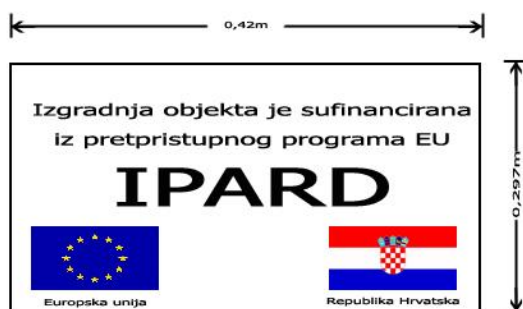 0,42m
Izgradnja objekta je sufinancirana
iz pretpristupnog programa EU
IPARD
0,297m
Europska unija
Republika Hrvatska